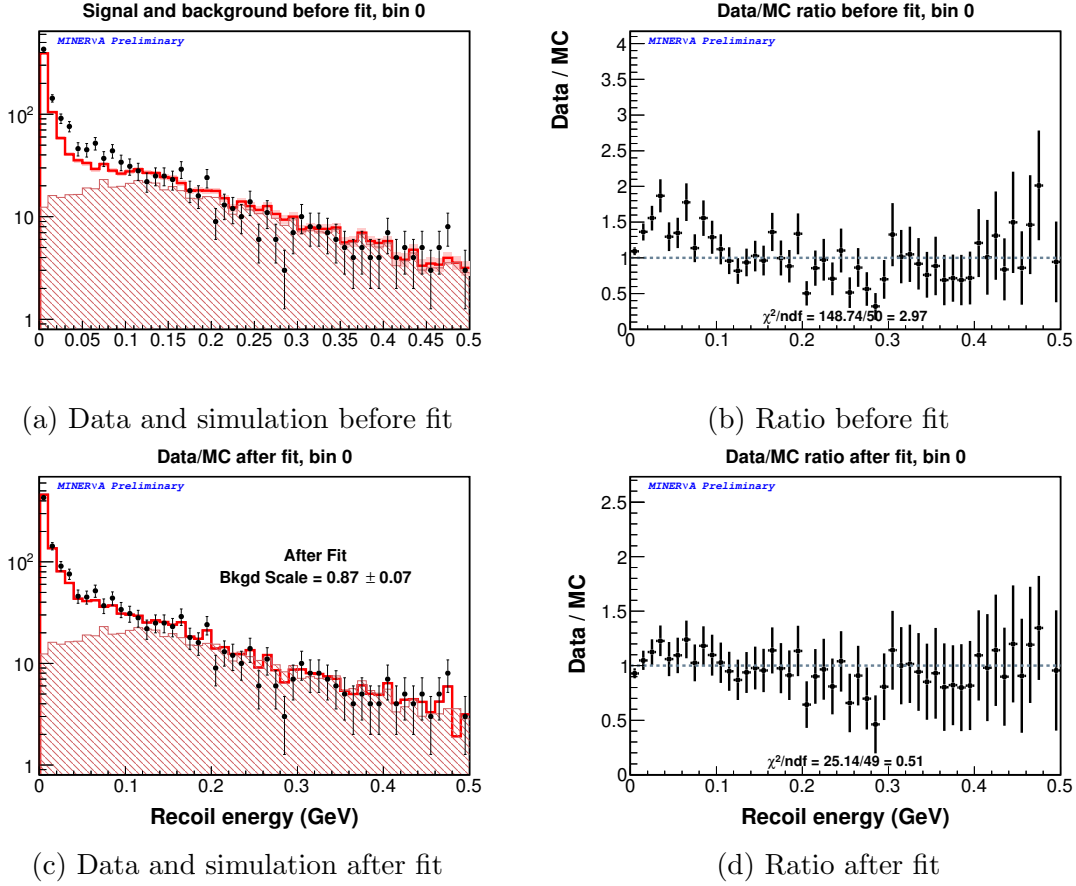 Signal and background before fit, bin 0
MINERνA Preliminary
10²
10
1
0 0.05 0.1 0.15 0.2 0.25 0.3 0.35 0.4 0.45 0.5
(a) Data and simulation before fit
Data/MC ratio before fit, bin 0
MINERνA Preliminary
Data / MC
4
3.5
3
2.5
2
1.5
1
0.5
0
χ²/ndf = 148.74/50 = 2.97
0 0.1 0.2 0.3 0.4 0.5
(b) Ratio before fit
Data/MC after fit, bin 0
MINERνA Preliminary
After Fit
Bkgd Scale = 0.87 ± 0.07
10²
10
1
0 0.1 0.2 0.3 0.4 0.5
Recoil energy (GeV)
(c) Data and simulation after fit
Data/MC ratio after fit, bin 0
MINERνA Preliminary
Data / MC
2.5
2
1.5
1
0.5
0
χ²/ndf = 25.14/49 = 0.51
0 0.1 0.2 0.3 0.4 0.5
Recoil energy (GeV)
(d) Ratio after fit